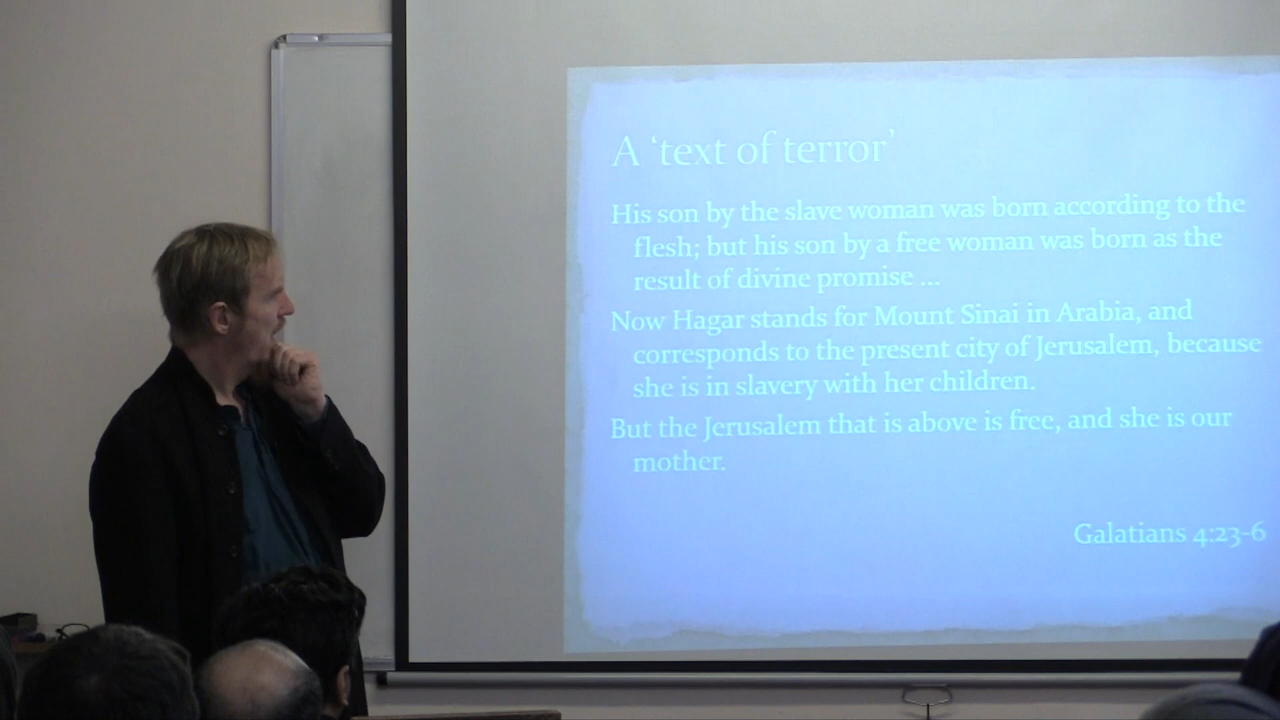 A ‘text of terror’
His son by the slave woman was born according to the
flesh; but his son by a free woman was born as the
result of divine promise ...
Now Hagar stands for Mount Sinai in Arabia, and
corresponds to the present city of Jerusalem, because
she is in slavery with her children.
But the Jerusalem that is above is free, and she is our
mother.
Galatians 4:23-6